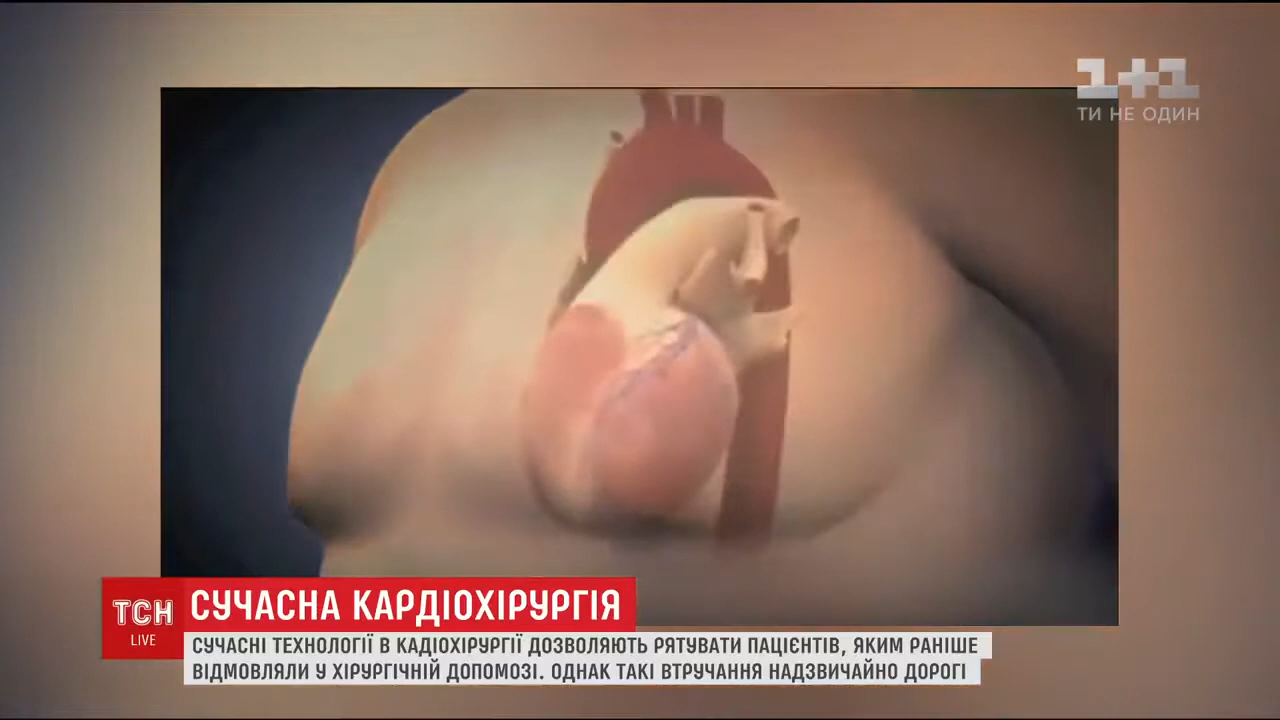 1+1
ТИ НЕ ОДИН
ТСН
LIVE
СУЧАСНА КАРДІОХІРУРГІЯ
СУЧАСНІ ТЕХНОЛОГІЇ В КАДІОХІРУРГІЇ ДОЗВОЛЯЮТЬ РЯТУВАТИ ПАЦІЄНТІВ, ЯКИМ РАНІШЕ
ВІДМОВЛЯЛИ У ХІРУРГІЧНІЙ ДОПОМОЗІ. ОДНАК ТАКІ ВТРУЧАННЯ НАДЗВИЧАЙНО ДОРОГІ